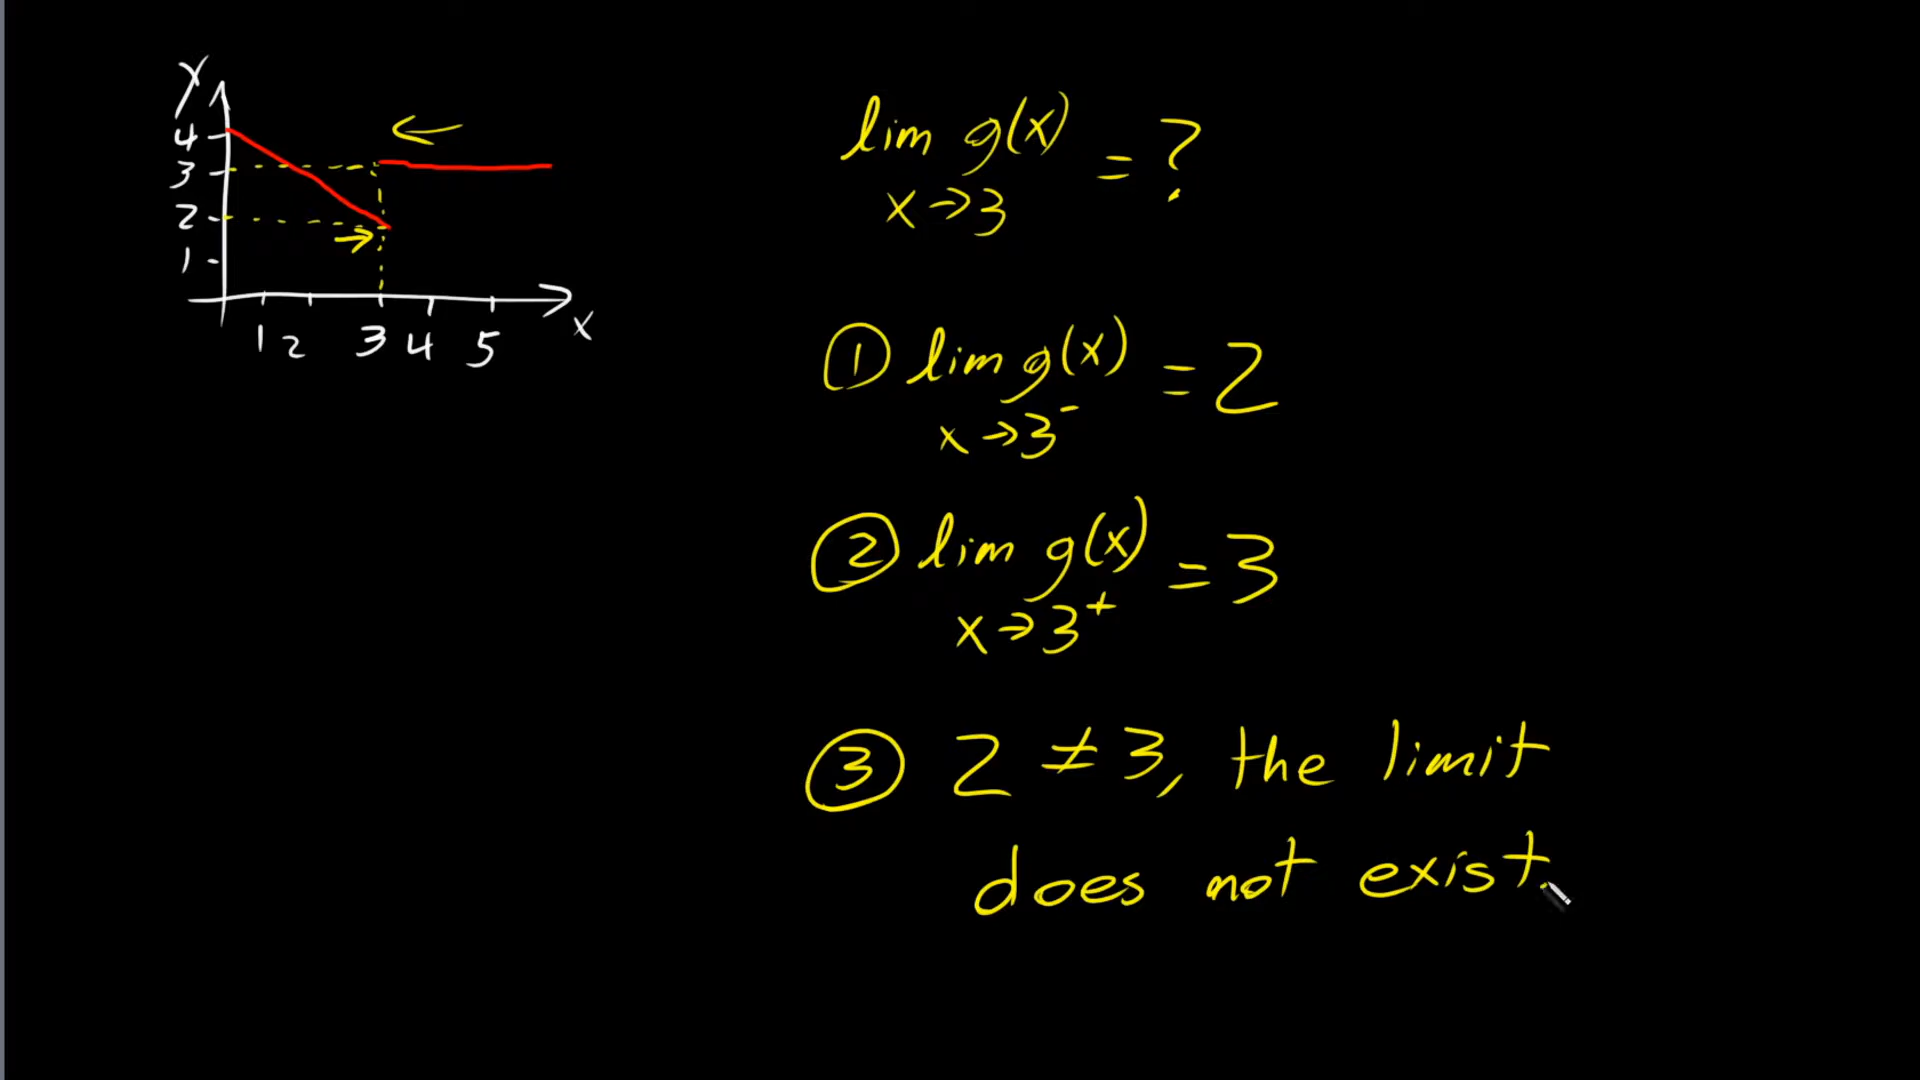 y
4
3
2
1
1 2 3 4 5 x
lim g(x) = ?
x→3
① lim g(x) = 2
x→3⁻
② lim g(x) = 3
x→3⁺
③ 2 ≠ 3, the limit
does not exist.